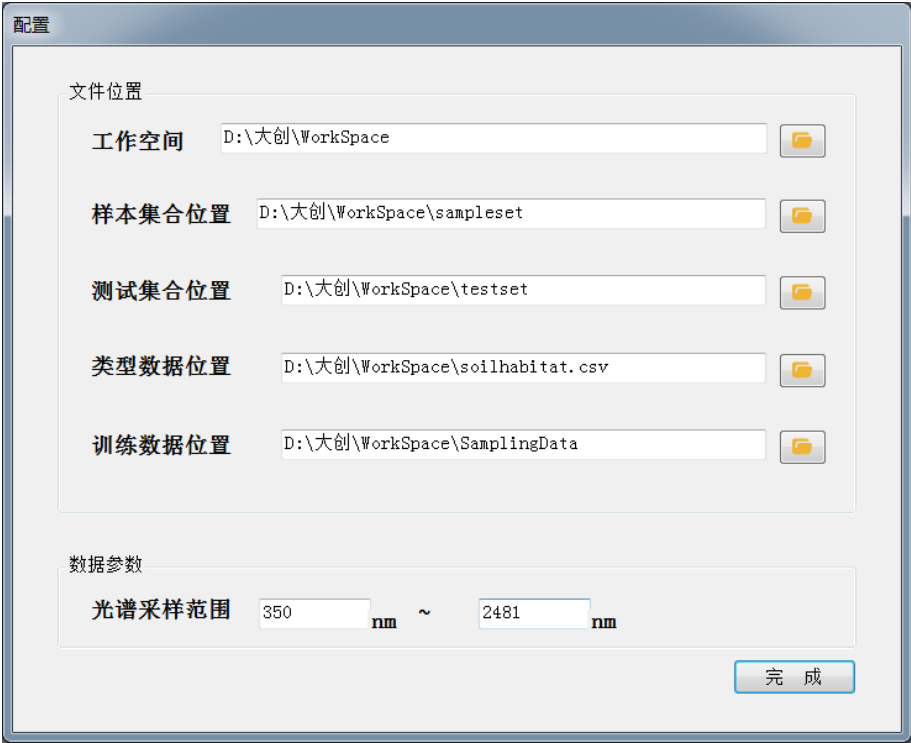 配置
文件位置
工作空间 D:\大创\WorkSpace
样本集合位置 D:\大创\WorkSpace\sampleset
测试集合位置 D:\大创\WorkSpace\testset
类型数据位置 D:\大创\WorkSpace\soilhabitat.csv
训练数据位置 D:\大创\WorkSpace\SamplingData
数据参数
光谱采样范围 350 nm ~ 2481 nm
完 成